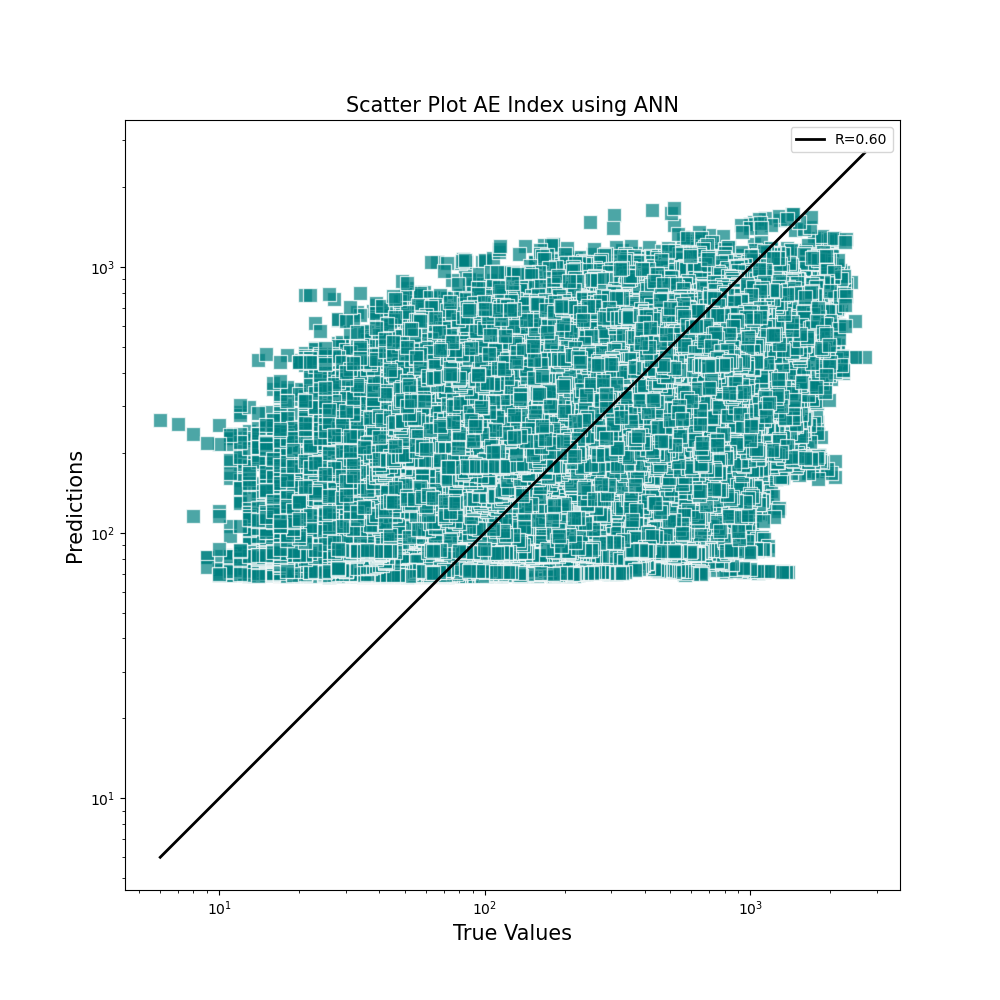 Scatter Plot AE Index using ANN
R=0.60
10³
10²
10¹
Predictions
10¹ 10² 10³
True Values